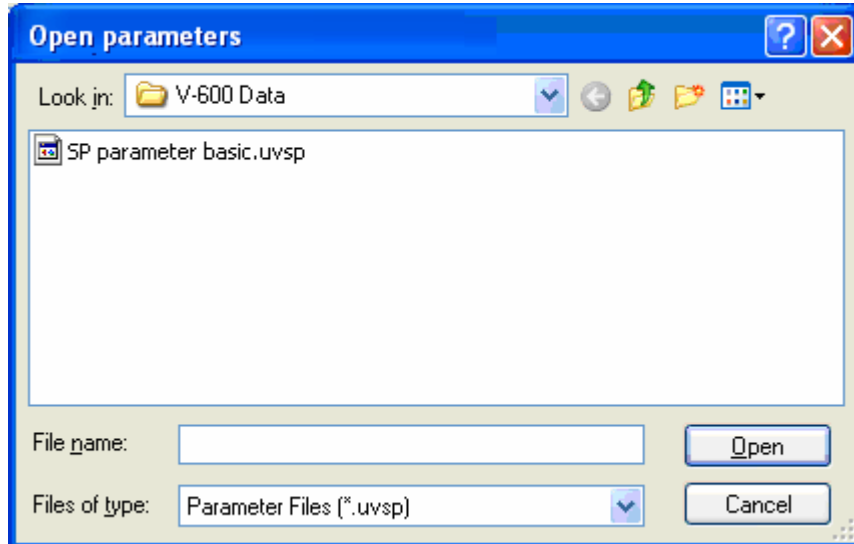 Open parameters
Look in: V-600 Data
SP parameter basic.uvsp
File name: Open
Files of type: Parameter Files (*.uvsp) Cancel